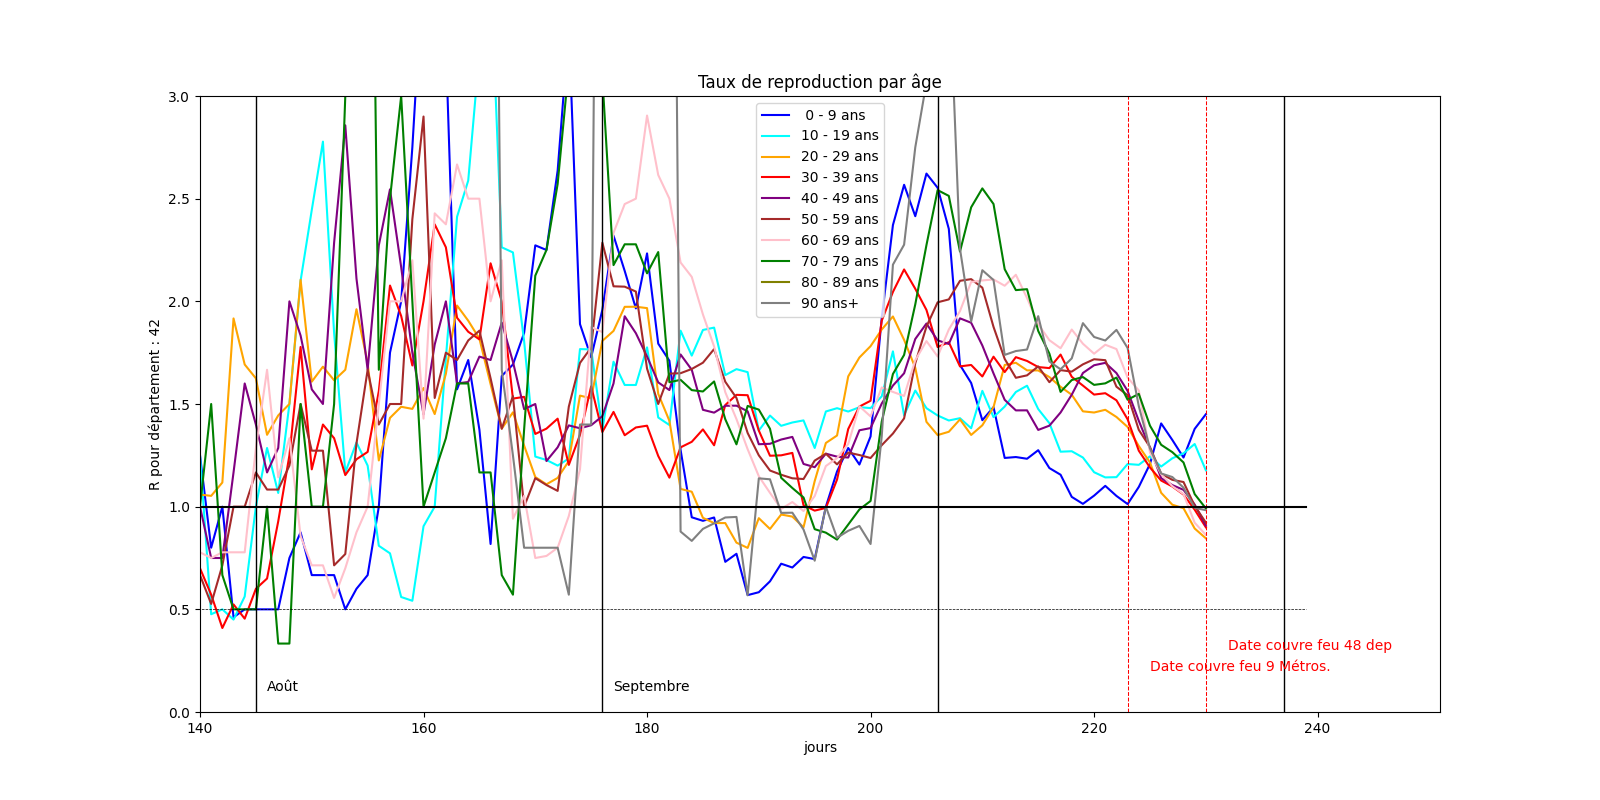 Taux de reproduction par âge
R pour département : 42
3.0
2.5
2.0
1.5
1.0
0.5
0.0
0 - 9 ans
10 - 19 ans
20 - 29 ans
30 - 39 ans
40 - 49 ans
50 - 59 ans
60 - 69 ans
70 - 79 ans
80 - 89 ans
90 ans+
Date couvre feu 48 dep
Date couvre feu 9 Métros.
Août
Septembre
140
160
180
200
220
240
jours